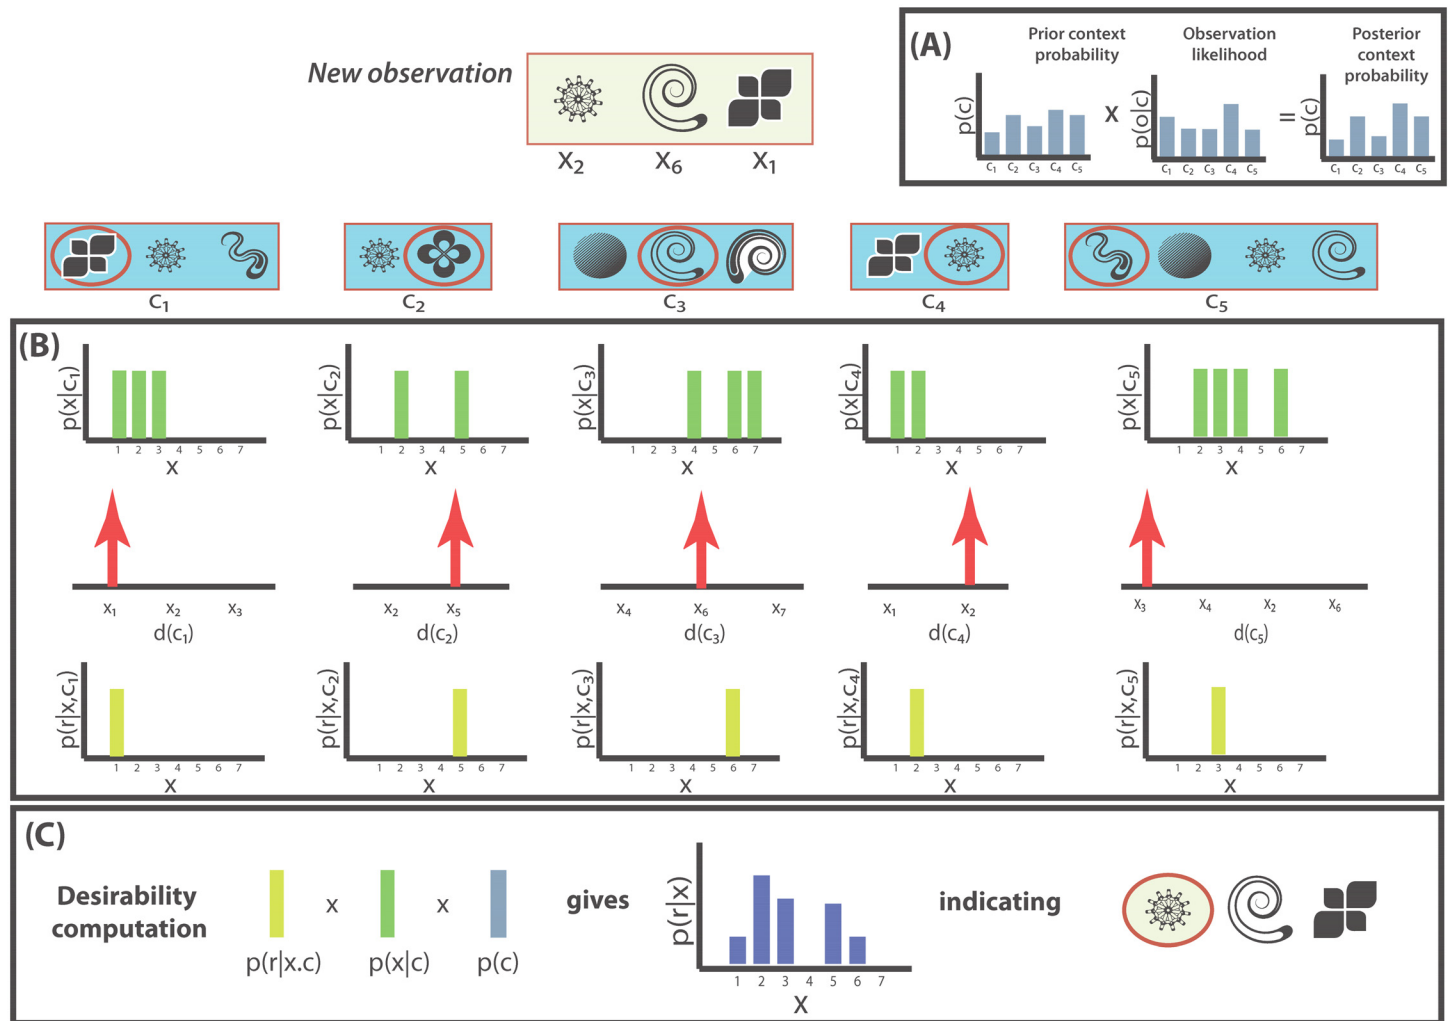 New observation
X₂ X₆ X₁
(A)
Prior context
probability
Observation
likelihood
Posterior
context
probability
p(c)
C₁ C₂ C₃ C₄ C₅
X
p(o|c)
C₁ C₂ C₃ C₄ C₅
=
p(c)
C₁ C₂ C₃ C₄ C₅
C₁ C₂ C₃ C₄ C₅
(B)
p(x|c₁)
1 2 3 4 5 6 7
X
p(x|c₂)
1 2 3 4 5 6 7
X
p(x|c₃)
1 2 3 4 5 6 7
X
p(x|c₄)
1 2 3 4 5 6 7
X
p(x|c₅)
1 2 3 4 5 6 7
X
x₁ x₂ x₃
d(c₁)
x₂ x₅
d(c₂)
x₄ x₆ x₇
d(c₃)
x₁ x₂
d(c₄)
x₃ x₄ x₂ x₆
d(c₅)
p(r|x,c₁)
1 2 3 4 5 6 7
X
p(r|x,c₂)
1 2 3 4 5 6 7
X
p(r|x,c₃)
1 2 3 4 5 6 7
X
p(r|x,c₄)
1 2 3 4 5 6 7
X
p(r|x,c₅)
1 2 3 4 5 6 7
X
(C)
Desirability
computation
x x
p(r|x.c) p(x|c) p(c)
gives
p(r|x)
1 2 3 4 5 6 7
X
indicating